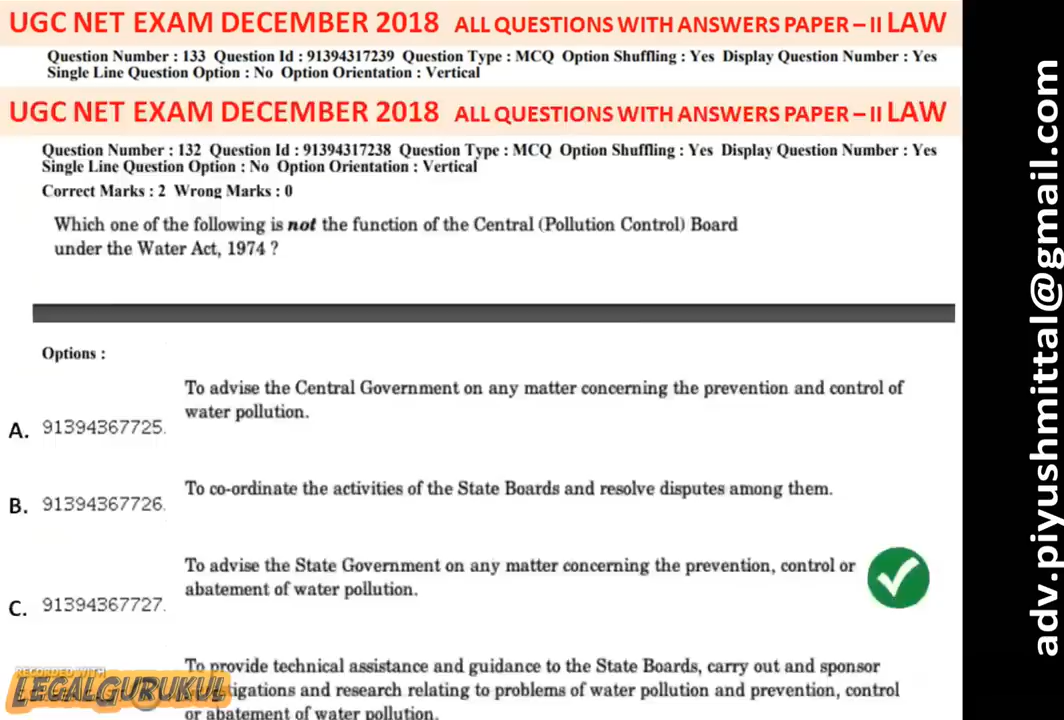 UGC NET EXAM DECEMBER 2018 ALL QUESTIONS WITH ANSWERS PAPER – II LAW
Question Number : 133 Question Id : 91394317239 Question Type : MCQ Option Shuffling : Yes Display Question Number : Yes
Single Line Question Option : No Option Orientation : Vertical
UGC NET EXAM DECEMBER 2018 ALL QUESTIONS WITH ANSWERS PAPER – II LAW
Question Number : 132 Question Id : 91394317238 Question Type : MCQ Option Shuffling : Yes Display Question Number : Yes
Single Line Question Option : No Option Orientation : Vertical
Correct Marks : 2 Wrong Marks : 0
Which one of the following is not the function of the Central (Pollution Control) Board
under the Water Act, 1974 ?
Options :
To advise the Central Government on any matter concerning the prevention and control of
water pollution.
A. 91394367725.
To co-ordinate the activities of the State Boards and resolve disputes among them.
B. 91394367726.
To advise the State Government on any matter concerning the prevention, control or
abatement of water pollution.
C. 91394367727.
To provide technical assistance and guidance to the State Boards, carry out and sponsor
RECORDED WITH
LEGALGURUKUL
tigations and research relating to problems of water pollution and prevention, control
or abatement of water pollution.
adv.piyushmittal@gmail.com